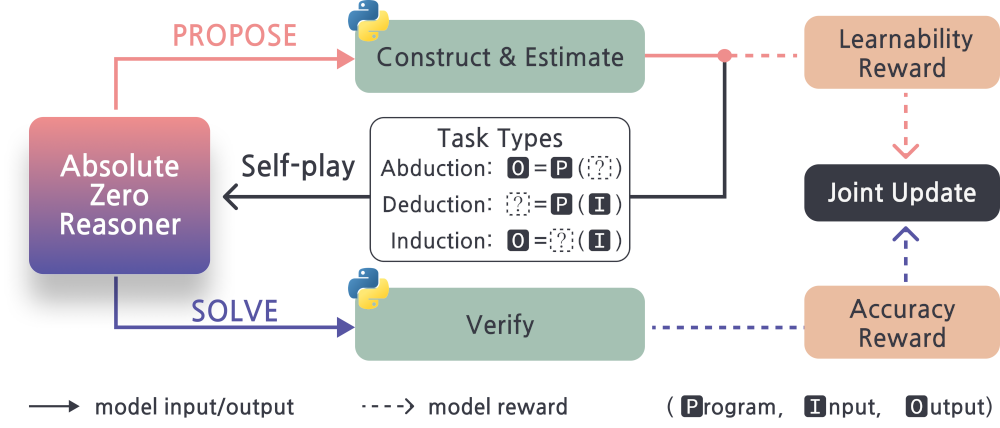 PROPOSE
Construct & Estimate
Learnability
Reward
Absolute
Zero
Reasoner
Self-play
Task Types
Abduction: O=P(?)
Deduction: ?=P(I)
Induction: O=?(I)
Joint Update
SOLVE
Verify
Accuracy
Reward
model input/output
model reward
(Program, Input, Output)